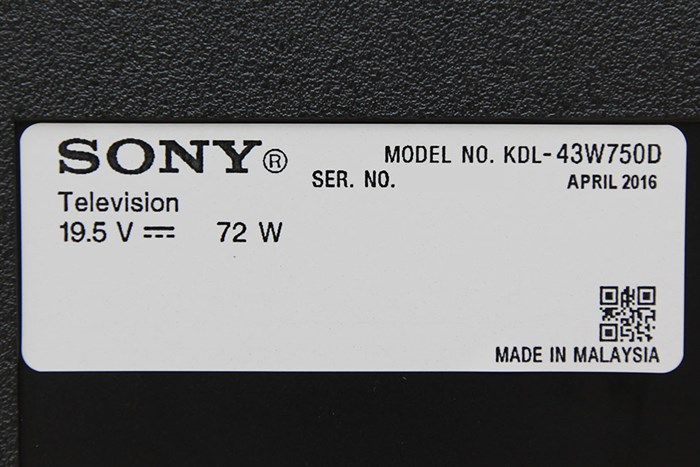 SONY®
MODEL NO. KDL-43W750D
SER. NO.
APRIL 2016
Television
19.5 V ⎓ 72 W
MADE IN MALAYSIA